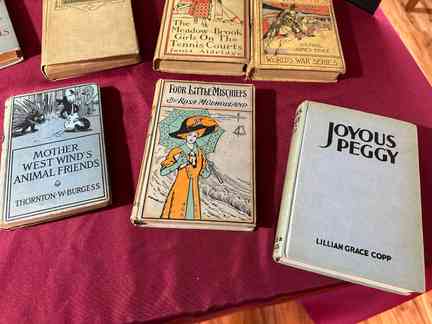 The
Meadow-Brook
Girls On The
Tennis Courts
Janet Aldridge
WORLD'S WAR SERIES
MOTHER
WEST WIND'S
ANIMAL FRIENDS
THORNTON·W·BURGESS
FOUR LITTLE MISCHIEFS
By ROSA MULHOLLAND
JOYOUS
PEGGY
LILLIAN GRACE COPP